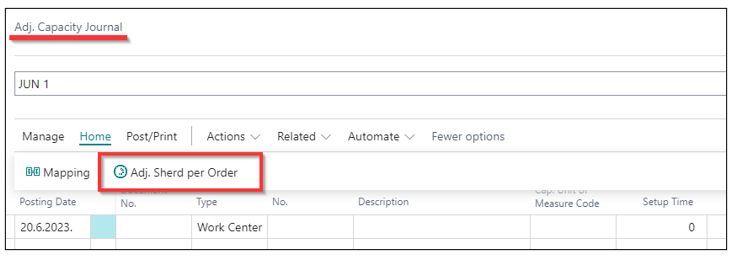 Adj. Capacity Journal
JUN 1
Manage Home Post/Print Actions Related Automate Fewer options
Mapping Adj. Sherd per Order
Posting Date Document No. Type No. Description Cap. Unit of Measure Code Setup Time
20.6.2023. Work Center 0